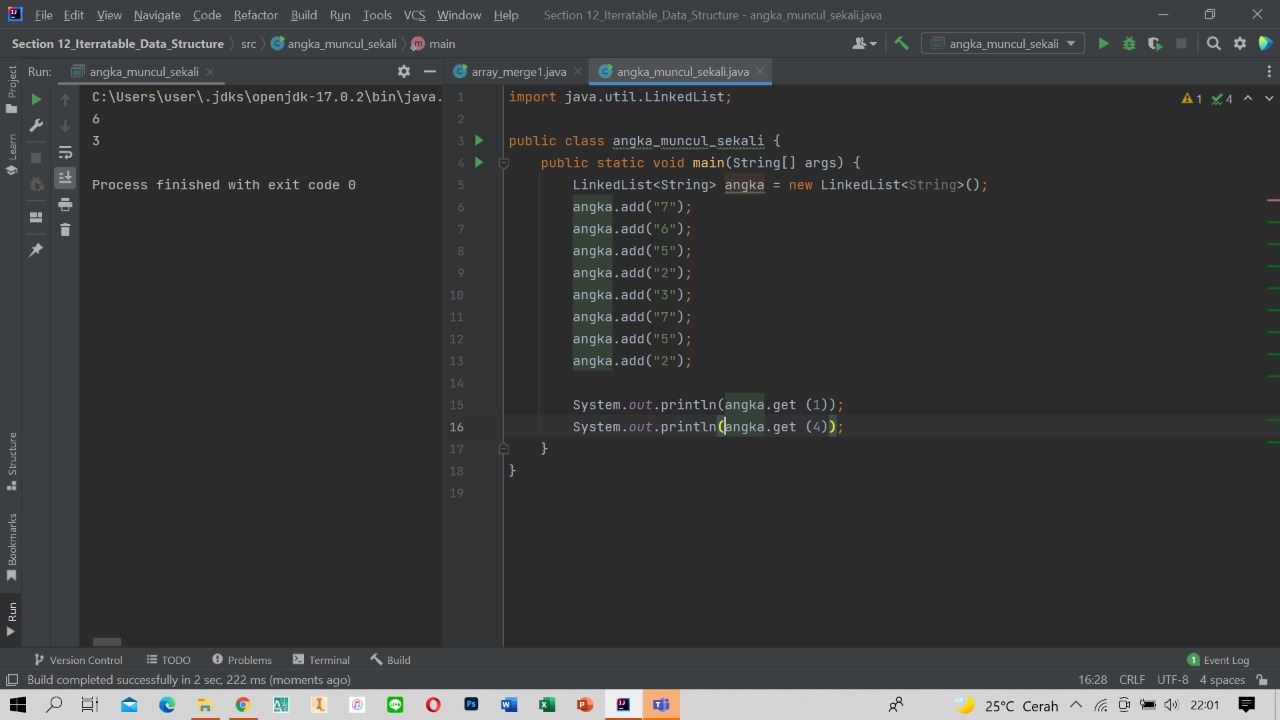 File Edit View Navigate Code Refactor Build Run Tools VCS Window Help Section 12_Iterratable_Data_Structure - angka_muncul_sekali.java
Section 12_Iterratable_Data_Structure src angka_muncul_sekali main angka_muncul_sekali
Project
Learn
Structure
Bookmarks
Run
Run: angka_muncul_sekali
C:\Users\user\.jdks\openjdk-17.0.2\bin\java.
6
3
Process finished with exit code 0
array_merge1.java angka_muncul_sekali.java
1 4
1 import java.util.LinkedList;
2
3 public class angka_muncul_sekali {
4 public static void main(String[] args) {
5 LinkedList<String> angka = new LinkedList<String>();
6 angka.add("7");
7 angka.add("6");
8 angka.add("5");
9 angka.add("2");
10 angka.add("3");
11 angka.add("7");
12 angka.add("5");
13 angka.add("2");
14
15 System.out.println(angka.get (1));
16 System.out.println(angka.get (4));
17 }
18 }
19
Version Control TODO Problems Terminal Build 1 Event Log
Build completed successfully in 2 sec, 222 ms (moments ago) 16:28 CRLF UTF-8 4 spaces
25°C Cerah 22:01